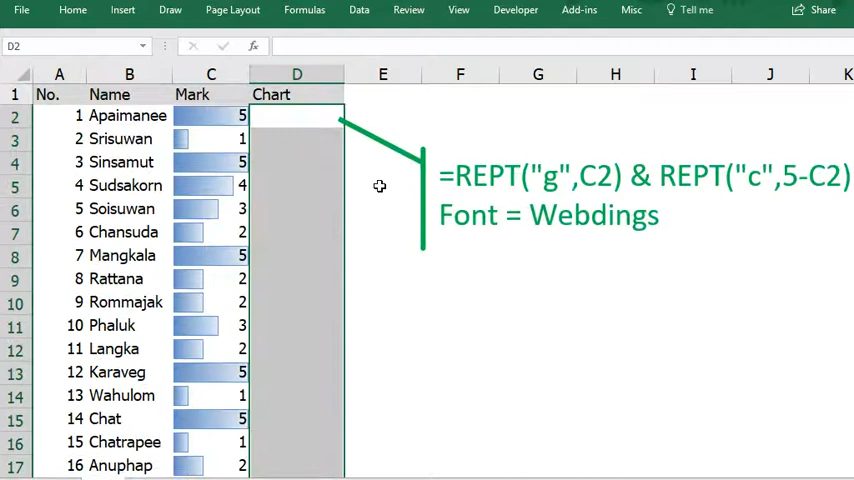 File Home Insert Draw Page Layout Formulas Data Review View Developer Add-ins Misc Tell me Share
D2 fx
A B C D E F G H I J K
1 No. Name Mark Chart
2 1 Apaimanee 5
3 2 Srisuwan 1
4 3 Sinsamut 5
5 4 Sudsakorn 4
6 5 Soisuwan 3
7 6 Chansuda 2
8 7 Mangkala 5
9 8 Rattana 2
10 9 Rommajak 2
11 10 Phaluk 3
12 11 Langka 2
13 12 Karaveg 5
14 13 Wahulom 1
15 14 Chat 5
16 15 Chatrapee 1
17 16 Anuphap 2
=REPT("g",C2) & REPT("c",5-C2)
Font = Webdings